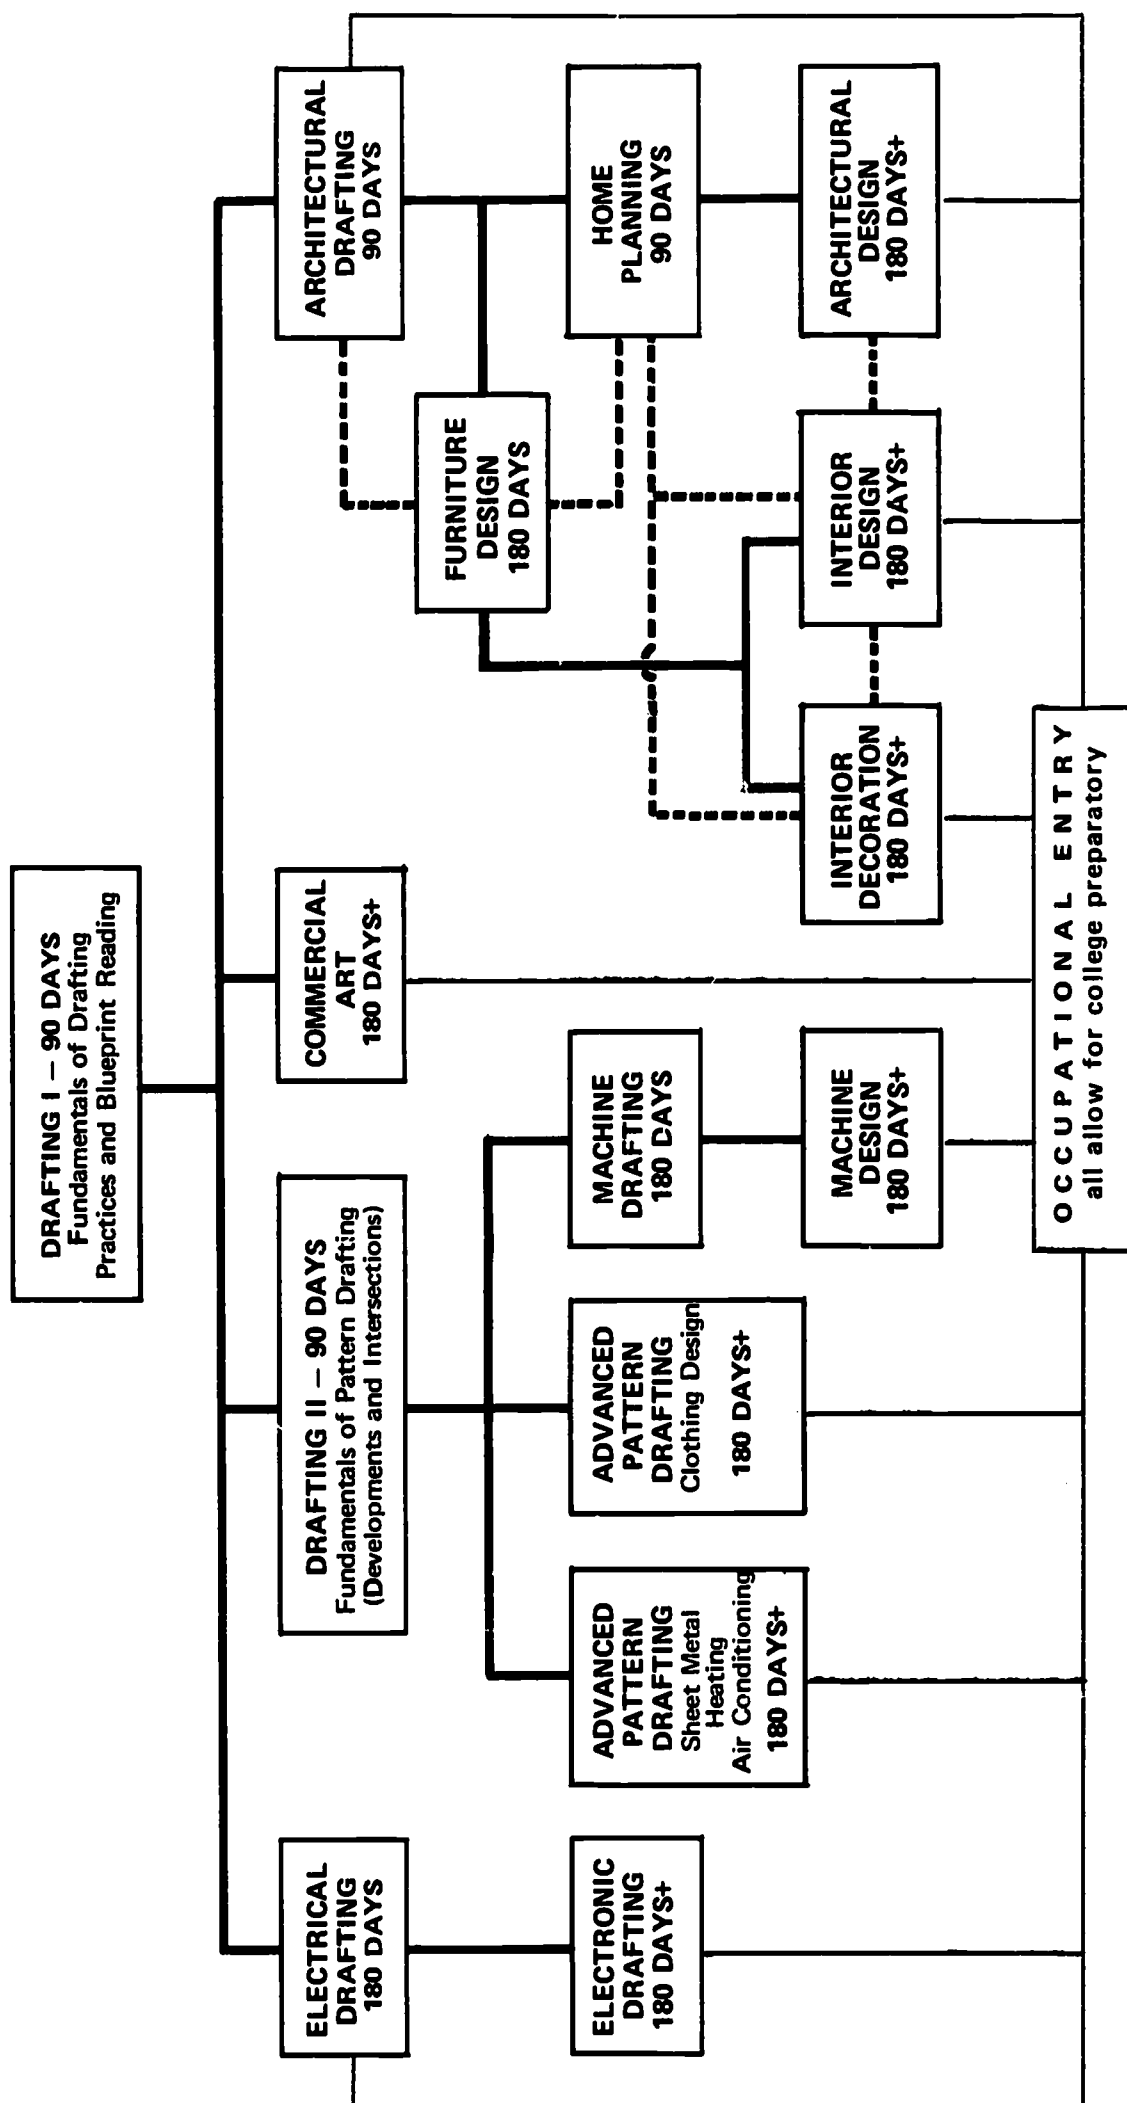 DRAFTING I — 90 DAYS
Fundamentals of Drafting
Practices and Blueprint Reading
ELECTRICAL
DRAFTING
180 DAYS
DRAFTING II — 90 DAYS
Fundamentals of Pattern Drafting
(Developments and Intersections)
COMMERCIAL
ART
180 DAYS+
ARCHITECTURAL
DRAFTING
90 DAYS
FURNITURE
DESIGN
180 DAYS
ELECTRONIC
DRAFTING
180 DAYS+
ADVANCED
PATTERN
DRAFTING
Sheet Metal
Heating
Air Conditioning
180 DAYS+
ADVANCED
PATTERN
DRAFTING
Clothing Design
180 DAYS+
MACHINE
DRAFTING
180 DAYS
HOME
PLANNING
90 DAYS
MACHINE
DESIGN
180 DAYS+
INTERIOR
DECORATION
180 DAYS+
INTERIOR
DESIGN
180 DAYS+
ARCHITECTURAL
DESIGN
180 DAYS+
OCCUPATIONAL ENTRY
all allow for college preparatory